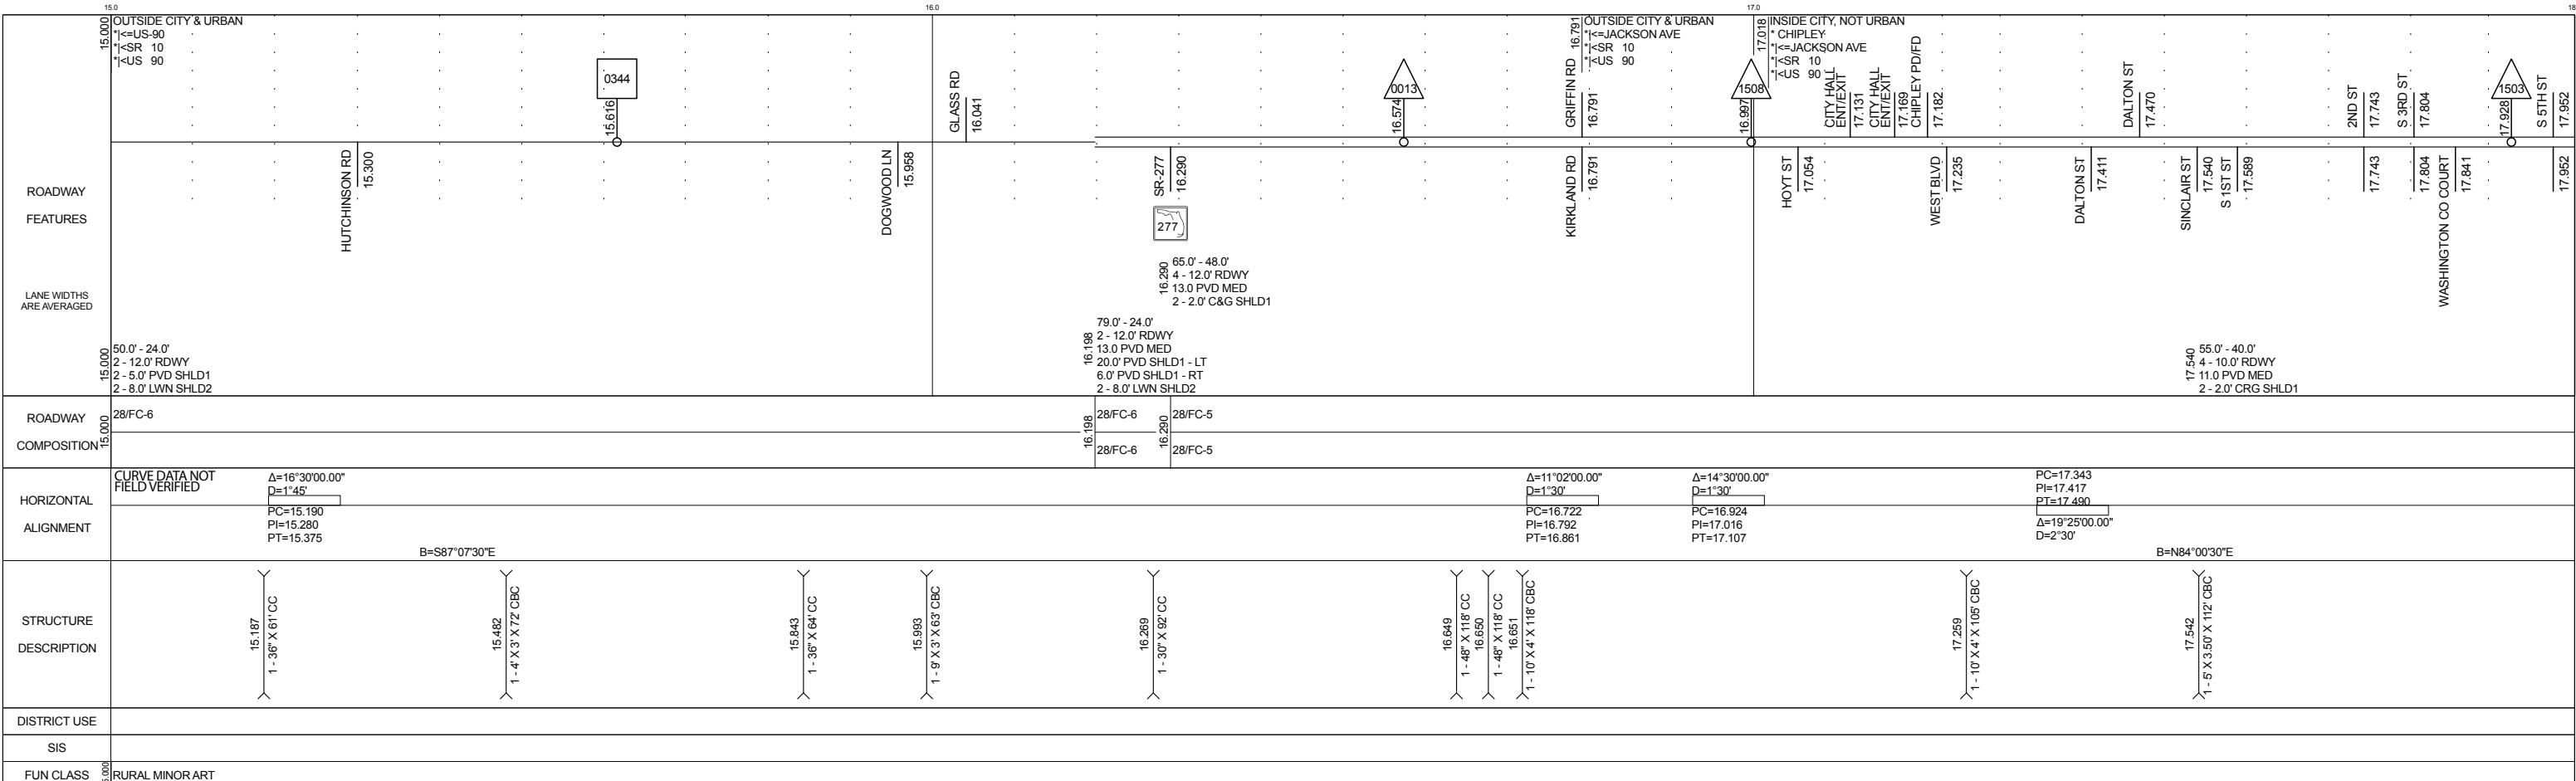 15.0
16.0
17.0
18
15.000
OUTSIDE CITY & URBAN
*|<=US-90
*|<SR 10
*|<US 90
0344
15.616
GLASS RD
16.041
0013
16.574
16.791
OUTSIDE CITY & URBAN
*|<=JACKSON AVE
*|<SR 10
*|<US 90
GRIFFIN RD
16.791
17.018
INSIDE CITY, NOT URBAN
* CHIPLEY
*|<=JACKSON AVE
*|<SR 10
*|<US 90
1508
16.997
CITY HALL
ENT/EXIT
17.131
CITY HALL
ENT/EXIT
17.169
CHIPLEY PD/FD
17.182
DALTON ST
17.470
2ND ST
17.743
S 3RD ST
17.804
1503
17.928
S 5TH ST
17.952
ROADWAY
FEATURES
HUTCHINSON RD
15.300
DOGWOOD LN
15.958
SR-277
16.290
277
KIRKLAND RD
16.791
HOYT ST
17.054
WEST BLVD
17.235
DALTON ST
17.411
SINCLAIR ST
17.540
S 1ST ST
17.589
17.743
17.804
WASHINGTON CO COURT
17.841
17.952
LANE WIDTHS
ARE AVERAGED
15.000
50.0' - 24.0'
2 - 12.0' RDWY
2 - 5.0' PVD SHLD1
2 - 8.0' LWN SHLD2
16.198
79.0' - 24.0'
2 - 12.0' RDWY
13.0 PVD MED
20.0' PVD SHLD1 - LT
6.0' PVD SHLD1 - RT
2 - 8.0' LWN SHLD2
16.290
65.0' - 48.0'
4 - 12.0' RDWY
13.0 PVD MED
2 - 2.0' C&G SHLD1
17.540
55.0' - 40.0'
4 - 10.0' RDWY
11.0 PVD MED
2 - 2.0' CRG SHLD1
ROADWAY
COMPOSITION
15.000
28/FC-6
16.198
28/FC-6
28/FC-6
16.290
28/FC-5
28/FC-5
HORIZONTAL
ALIGNMENT
CURVE DATA NOT
FIELD VERIFIED
Δ=16°30'00.00"
D=1°45'
PC=15.190
PI=15.280
PT=15.375
B=S87°07'30"E
Δ=11°02'00.00"
D=1°30'
PC=16.722
PI=16.792
PT=16.861
Δ=14°30'00.00"
D=1°30'
PC=16.924
PI=17.016
PT=17.107
PC=17.343
PI=17.417
PT=17.490
Δ=19°25'00.00"
D=2°30'
B=N84°00'30"E
STRUCTURE
DESCRIPTION
15.187
1 - 36" X 61' CC
15.482
1 - 4' X 3' X 72' CBC
15.843
1 - 36" X 64' CC
15.993
1 - 9' X 3' X 63' CBC
16.269
1 - 30" X 92' CC
16.649
1 - 48" X 118' CC
16.650
1 - 48" X 118' CC
16.651
1 - 10' X 4' X 118' CBC
17.259
1 - 10' X 4' X 105' CBC
17.542
1 - 5' X 3.50' X 112' CBC
DISTRICT USE
SIS
FUN CLASS
RURAL MINOR ART